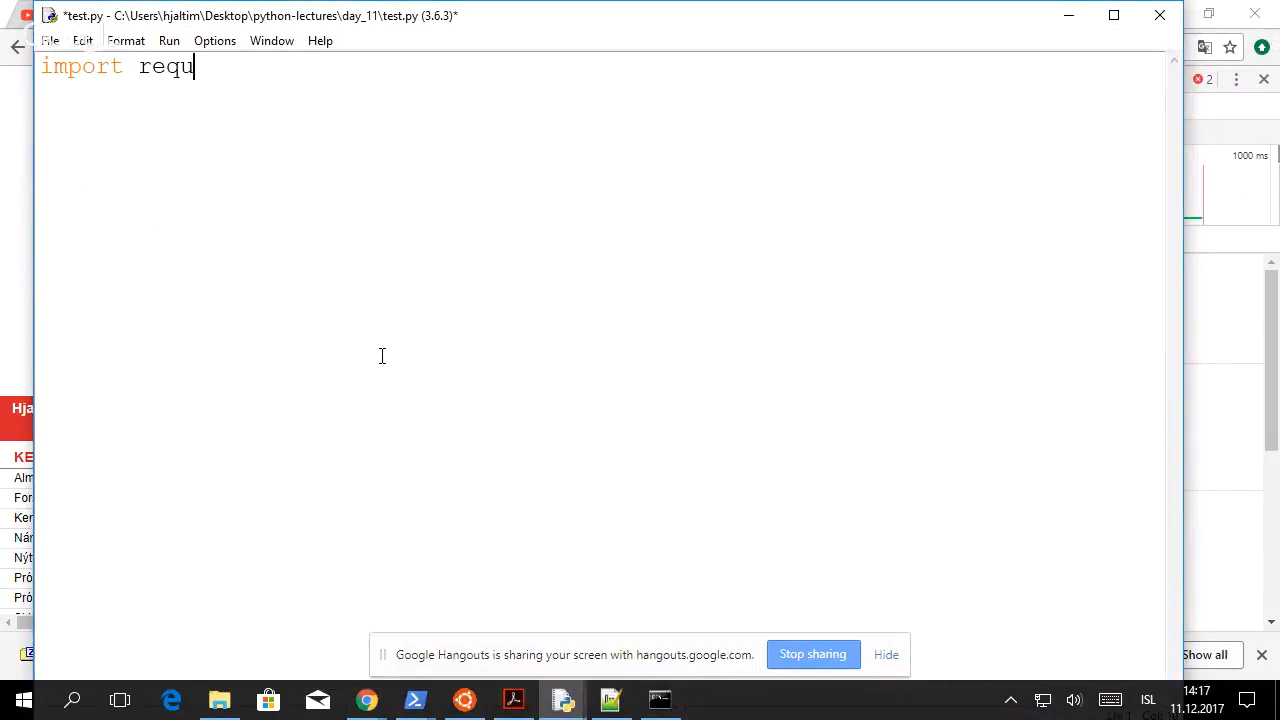 *test.py - C:\Users\hjaltim\Desktop\python-lectures\day_11\test.py (3.6.3)*
File Edit Format Run Options Window Help
import requ
2
1000 ms
Hja
KE
Alm
For
Ker
Nár
Nýt
Pró
Pró
Google Hangouts is sharing your screen with hangouts.google.com.
Stop sharing
Hide
Show all
ISL
14:17
11.12.2017